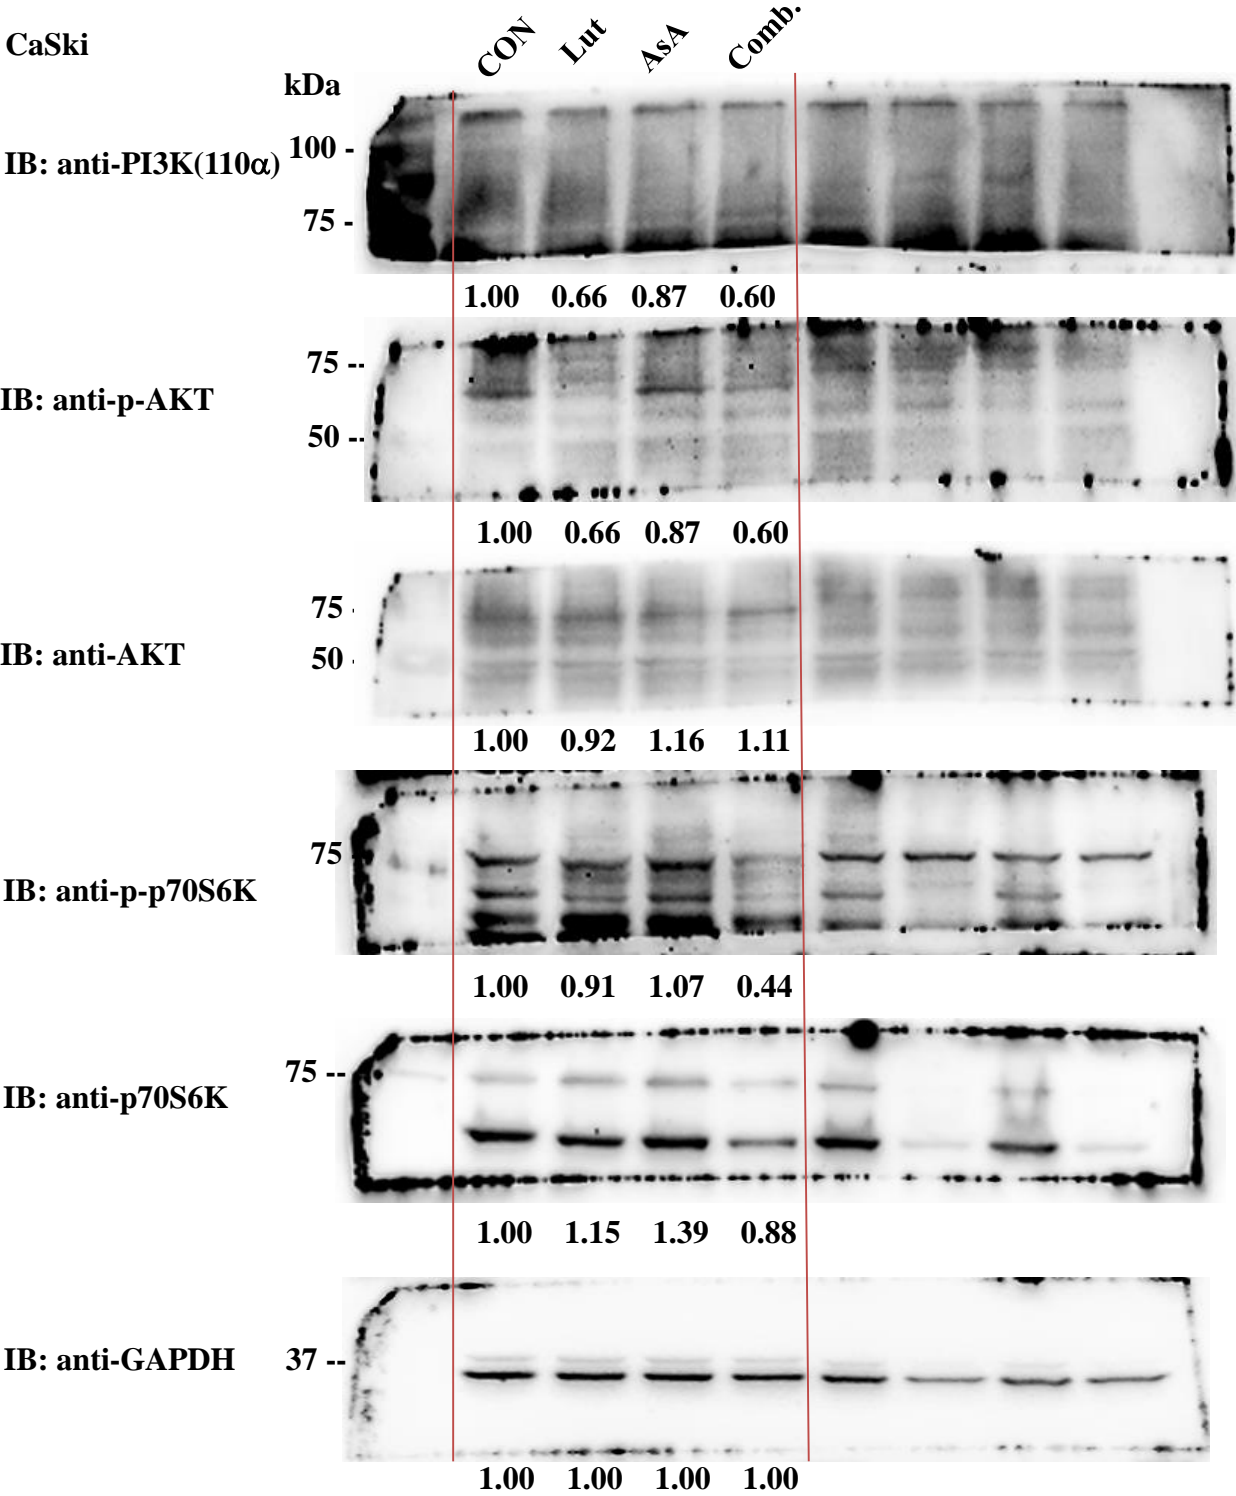 CaSki
CON Lut AsA Comb.
kDa
IB: anti-PI3K(110α) 100 -
75 -
1.00 0.66 0.87 0.60
75 --
IB: anti-p-AKT
50 --
1.00 0.66 0.87 0.60
75 -
IB: anti-AKT
50 -
1.00 0.92 1.16 1.11
75
IB: anti-p-p70S6K
1.00 0.91 1.07 0.44
75 --
IB: anti-p70S6K
1.00 1.15 1.39 0.88
IB: anti-GAPDH 37 --
1.00 1.00 1.00 1.00